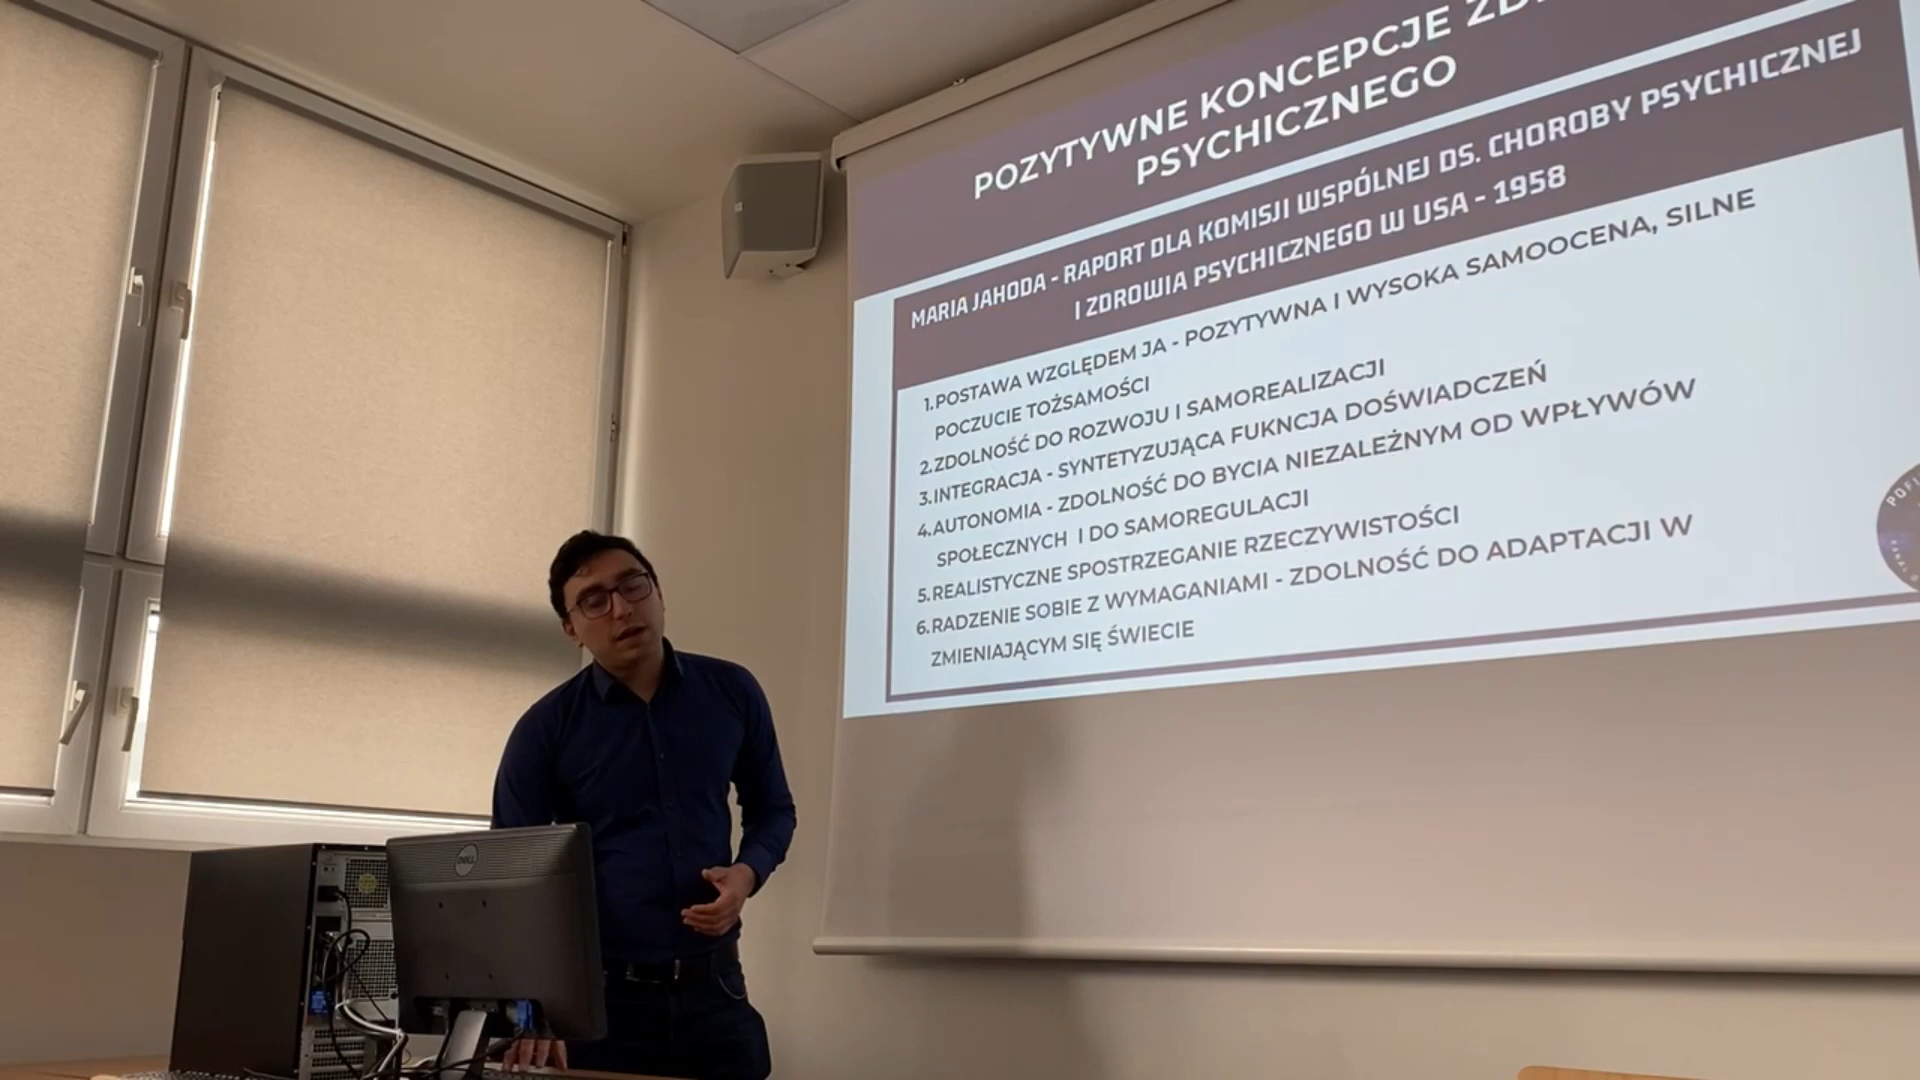 POZYTYWNE KONCEPCJE
PSYCHICZNEGO
MARIA JAHODA - RAPORT DLA KOMISJI WSPÓLNEJ DS. CHOROBY PSYCHICZNEJ
I ZDROWIA PSYCHICZNEGO W USA - 1958
1. POSTAWA WZGLĘDEM JA - POZYTYWNA I WYSOKA SAMOOCENA, SILNE
POCZUCIE TOŻSAMOŚCI
2. ZDOLNOŚĆ DO ROZWOJU I SAMOREALIZACJI
3. INTEGRACJA - SYNTETYZUJĄCA FUKNCJA DOŚWIADCZEŃ
4. AUTONOMIA - ZDOLNOŚĆ DO BYCIA NIEZALEŻNYM OD WPŁYWÓW
SPOŁECZNYCH I DO SAMOREGULACJI
5. REALISTYCZNE SPOSTRZEGANIE RZECZYWISTOŚCI
6. RADZENIE SOBIE Z WYMAGANIAMI - ZDOLNOŚĆ DO ADAPTACJI W
ZMIENIAJĄCYM SIĘ ŚWIECIE
DELL